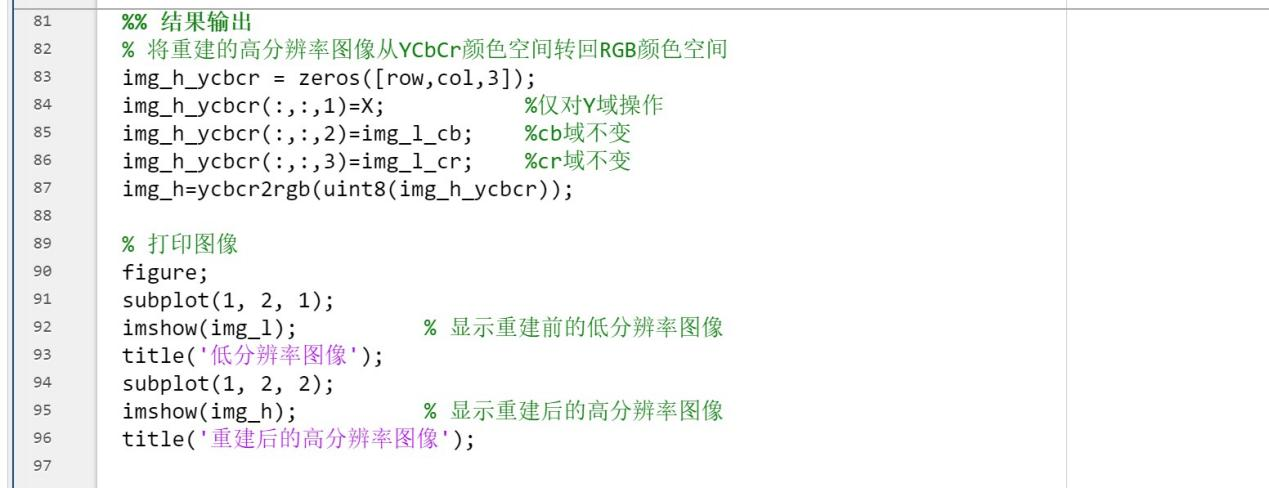 81 %% 结果输出
82 % 将重建的高分辨率图像从YCbCr颜色空间转回RGB颜色空间
83 img_h_ycbcr = zeros([row,col,3]);
84 img_h_ycbcr(:,:,1)=X; %仅对Y域操作
85 img_h_ycbcr(:,:,2)=img_l_cb; %cb域不变
86 img_h_ycbcr(:,:,3)=img_l_cr; %cr域不变
87 img_h=ycbcr2rgb(uint8(img_h_ycbcr));
88
89 % 打印图像
90 figure;
91 subplot(1, 2, 1);
92 imshow(img_l); % 显示重建前的低分辨率图像
93 title('低分辨率图像');
94 subplot(1, 2, 2);
95 imshow(img_h); % 显示重建后的高分辨率图像
96 title('重建后的高分辨率图像');
97